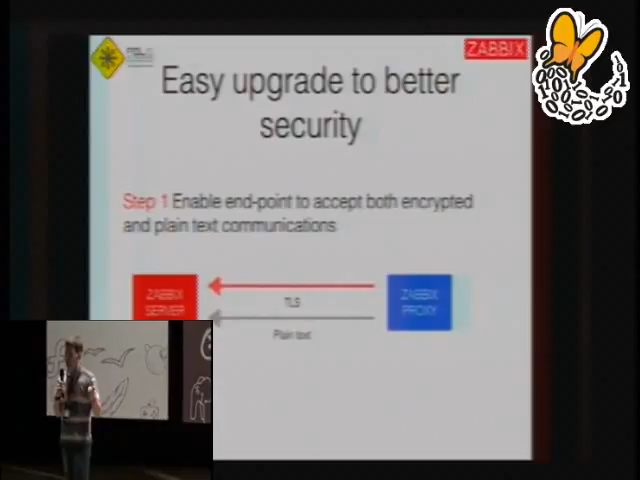 ZABBIX
Easy upgrade to better
security
Step 1 Enable end-point to accept both encrypted
and plain text communications
ZABBIX
SERVER
TLS
ZABBIX
PROXY
Plain text